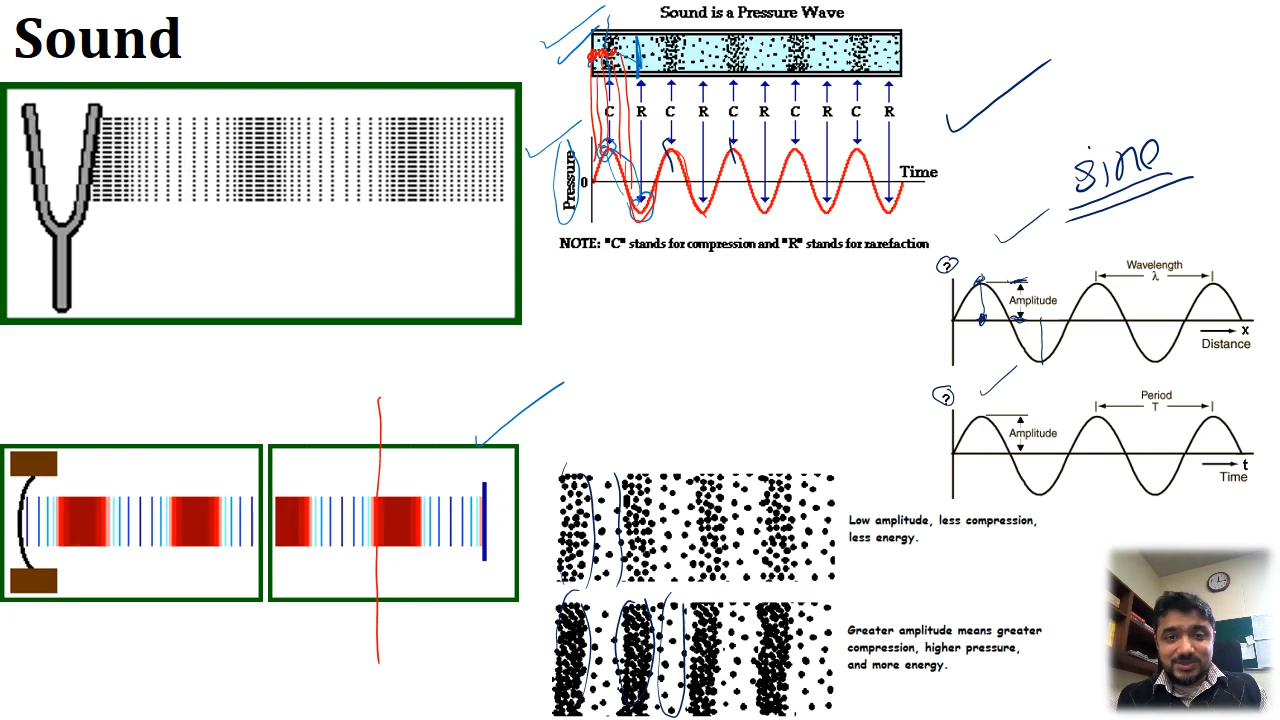 Sound
Sound is a Pressure Wave
C R C R C R C R C R
Pressure
0
Time
NOTE: "C" stands for compression and "R" stands for rarefaction
sine
?
Wavelength
λ
Amplitude
x
Distance
?
Period
T
Amplitude
t
Time
Low amplitude, less compression,
less energy.
Greater amplitude means greater
compression, higher pressure,
and more energy.